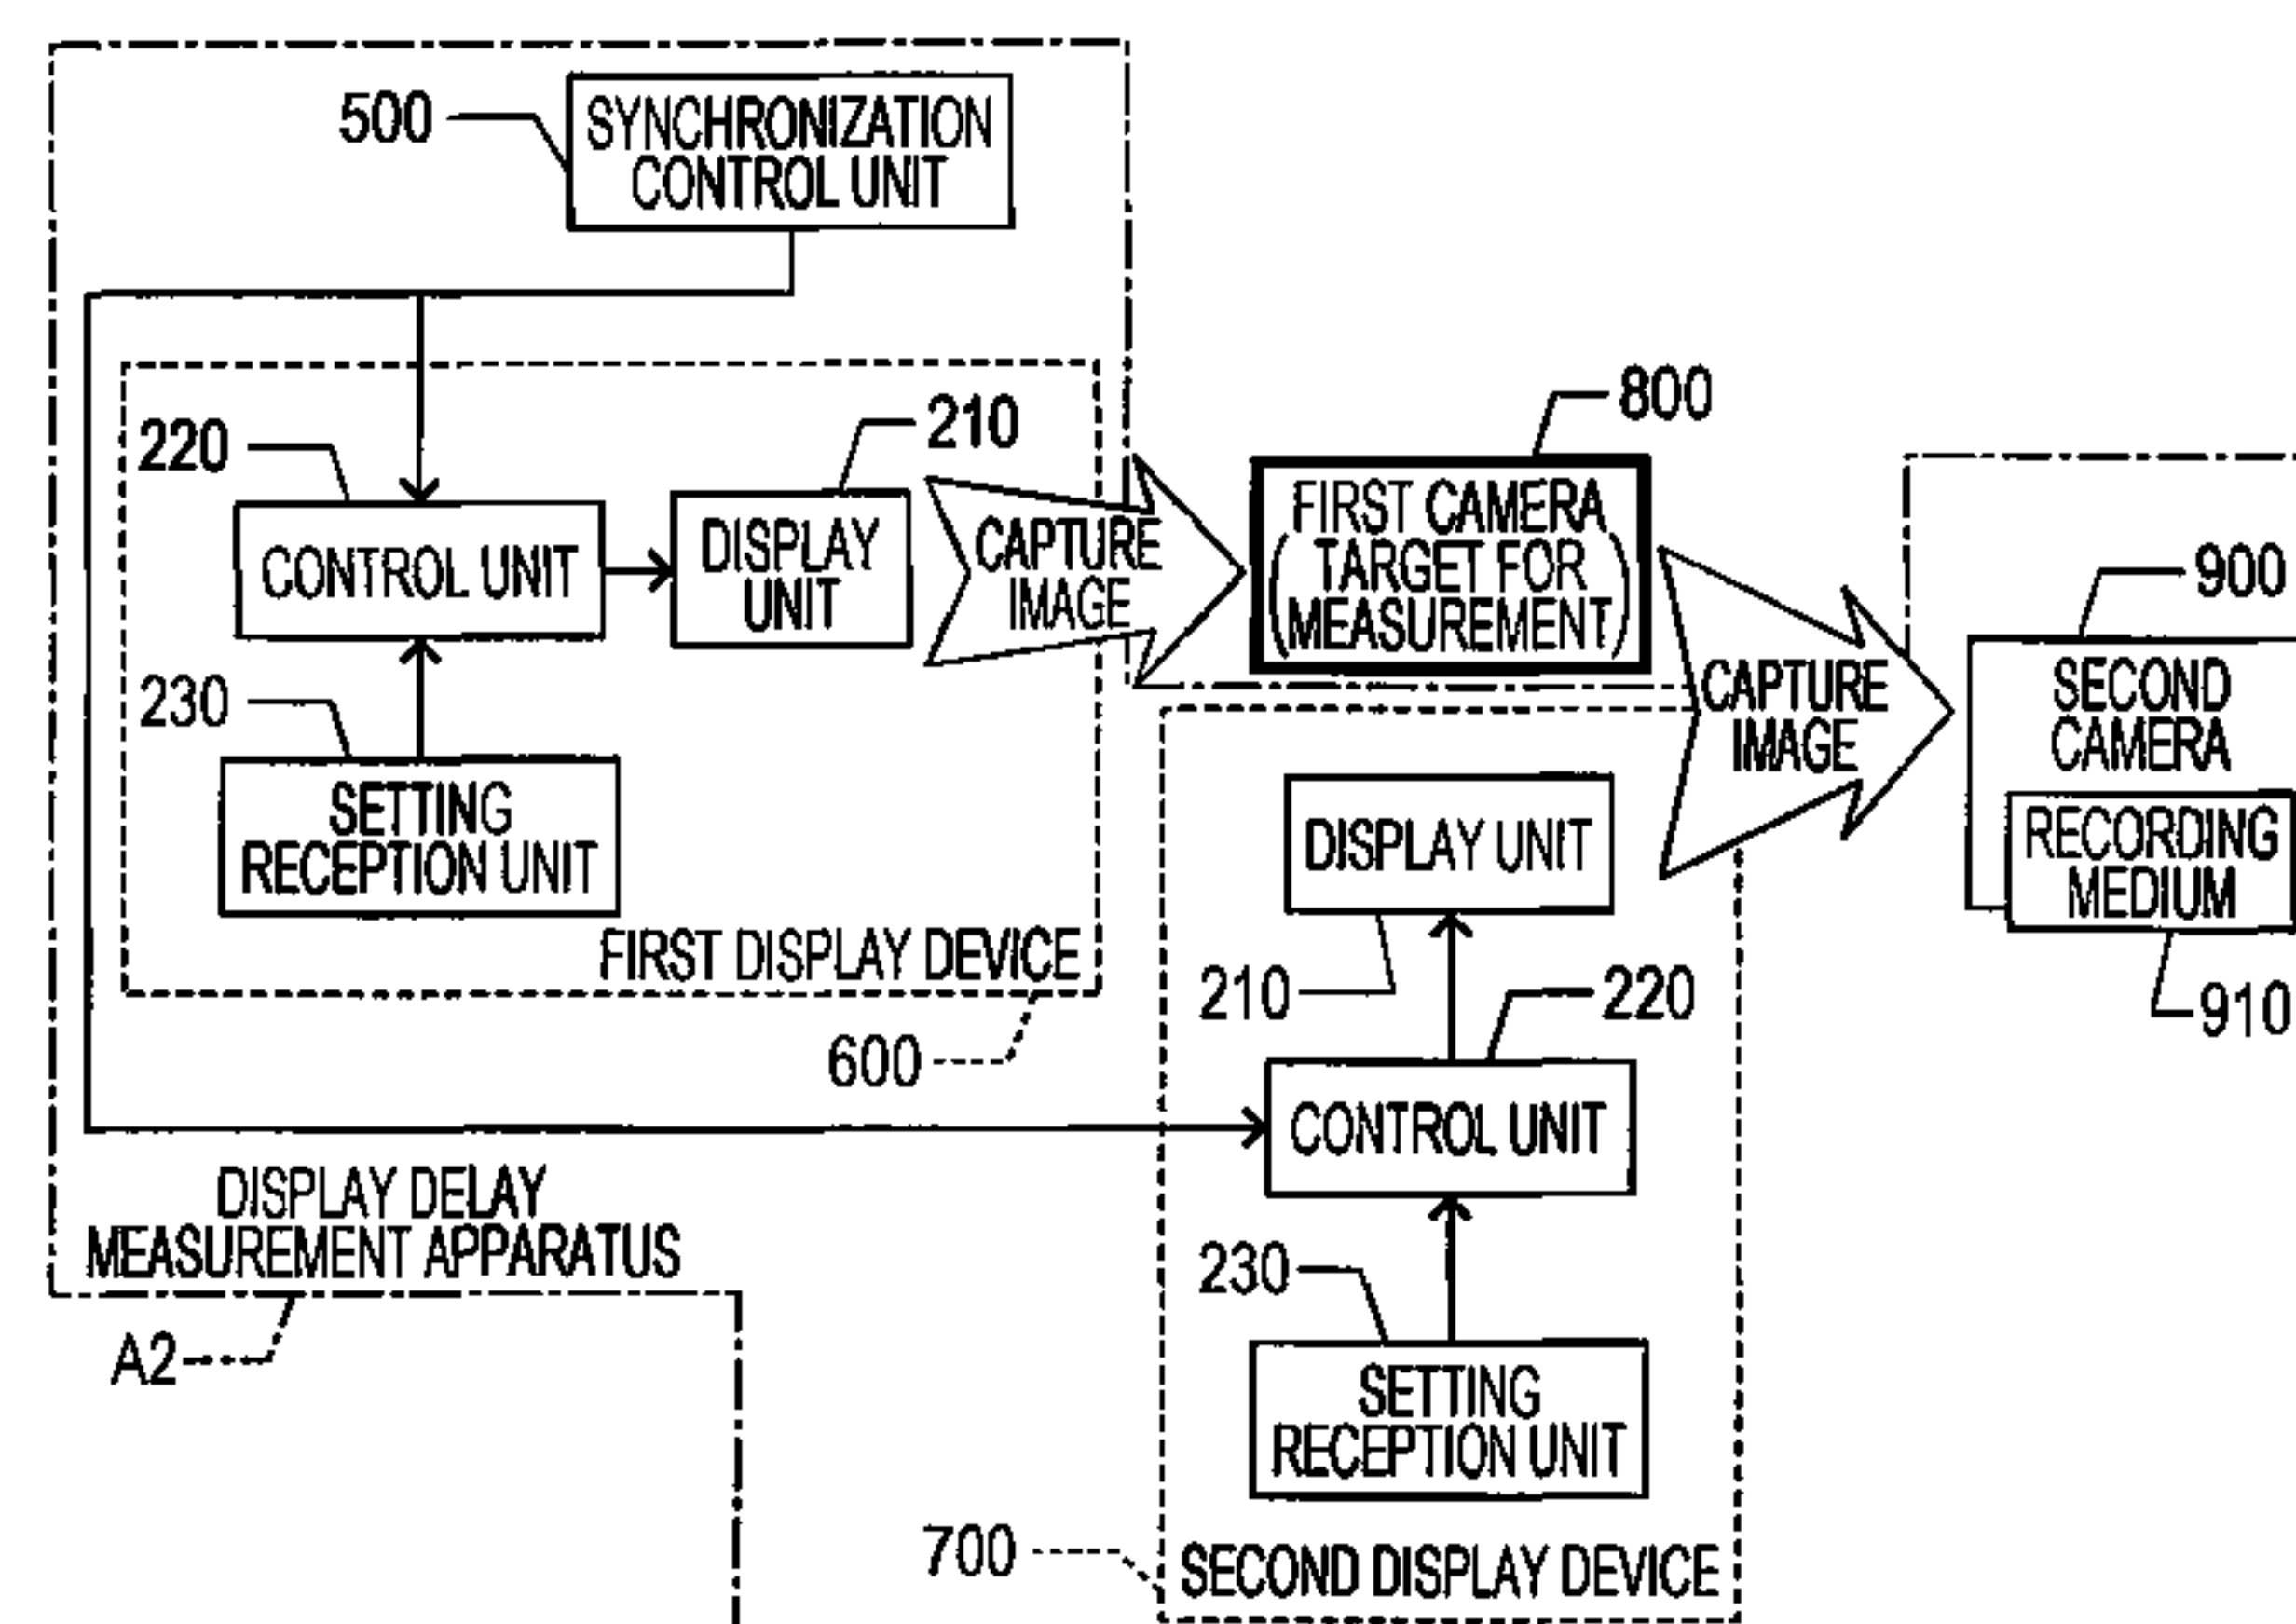 500
SYNCHRONIZATION
CONTROL UNIT
800
220
210
CONTROL UNIT
DISPLAY
UNIT
CAPTURE
IMAGE
FIRST CAMERA
(TARGET FOR
MEASUREMENT)
900
230
SETTING
RECEPTION UNIT
CAPTURE
IMAGE
SECOND
CAMERA
RECORDING
MEDIUM
910
FIRST DISPLAY DEVICE
600
DISPLAY UNIT
210
220
CONTROL UNIT
DISPLAY DELAY
MEASUREMENT APPARATUS
A2
230
SETTING
RECEPTION UNIT
700
SECOND DISPLAY DEVICE